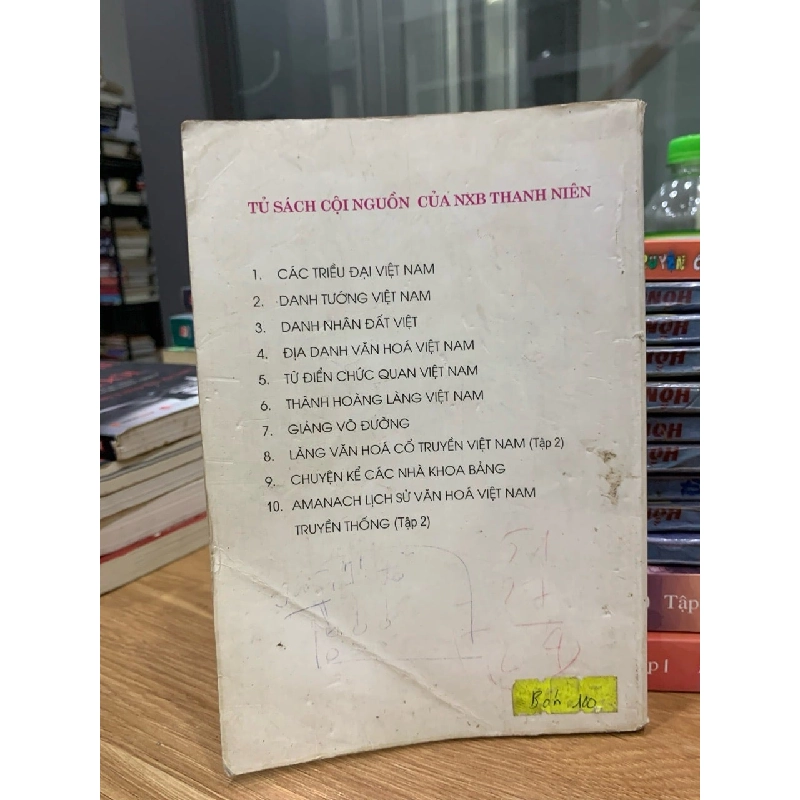 TỦ SÁCH CỘI NGUỒN CỦA NXB THANH NIÊN
1. CÁC TRIỀU ĐẠI VIỆT NAM
2. DANH TƯỚNG VIỆT NAM
3. DANH NHÂN ĐẤT VIỆT
4. ĐỊA DANH VĂN HOÁ VIỆT NAM
5. TỪ ĐIỂN CHỨC QUAN VIỆT NAM
6. THÀNH HOÀNG LÀNG VIỆT NAM
7. GIẢNG VÕ ĐƯỜNG
8. LÀNG VĂN HOÁ CỔ TRUYỀN VIỆT NAM (Tập 2)
9. CHUYỆN KỂ CÁC NHÀ KHOA BẢNG
10. AMANACH LỊCH SỬ VĂN HOÁ VIỆT NAM
TRUYỀN THỐNG (Tập 2)
Bán 120
Tập